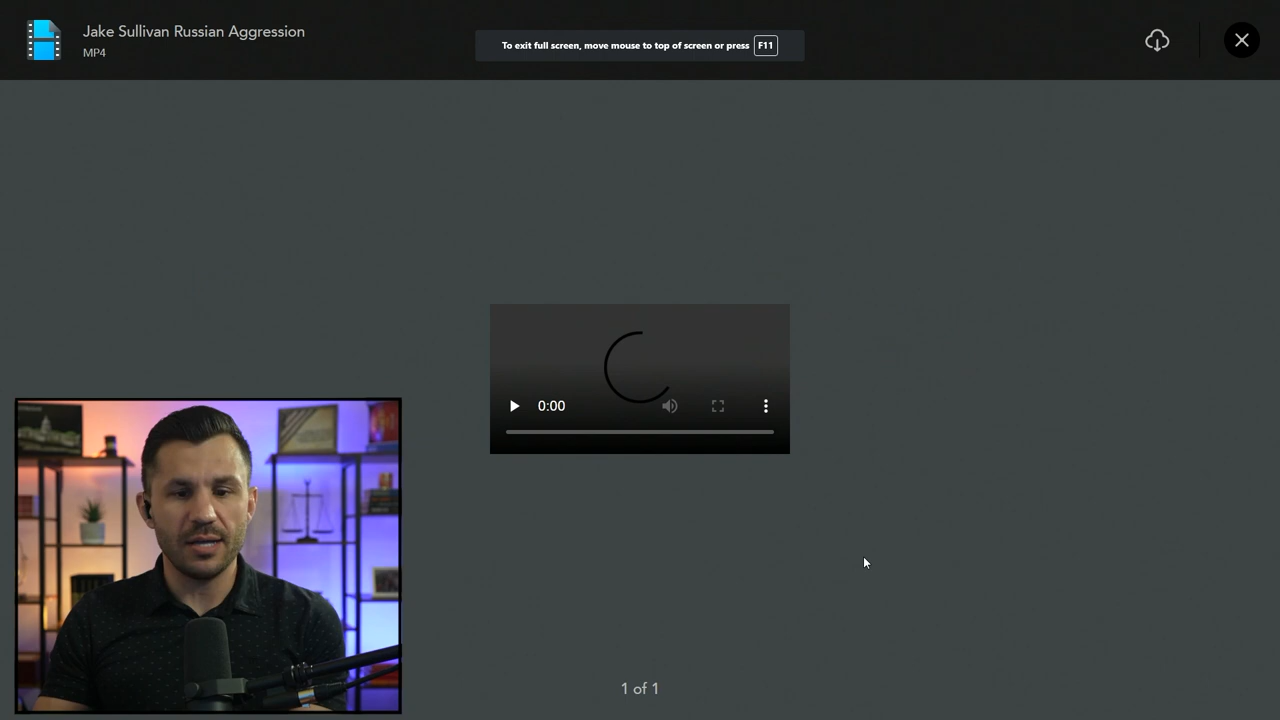 Jake Sullivan Russian Aggression
MP4
To exit full screen, move mouse to top of screen or press F11
0:00
1 of 1